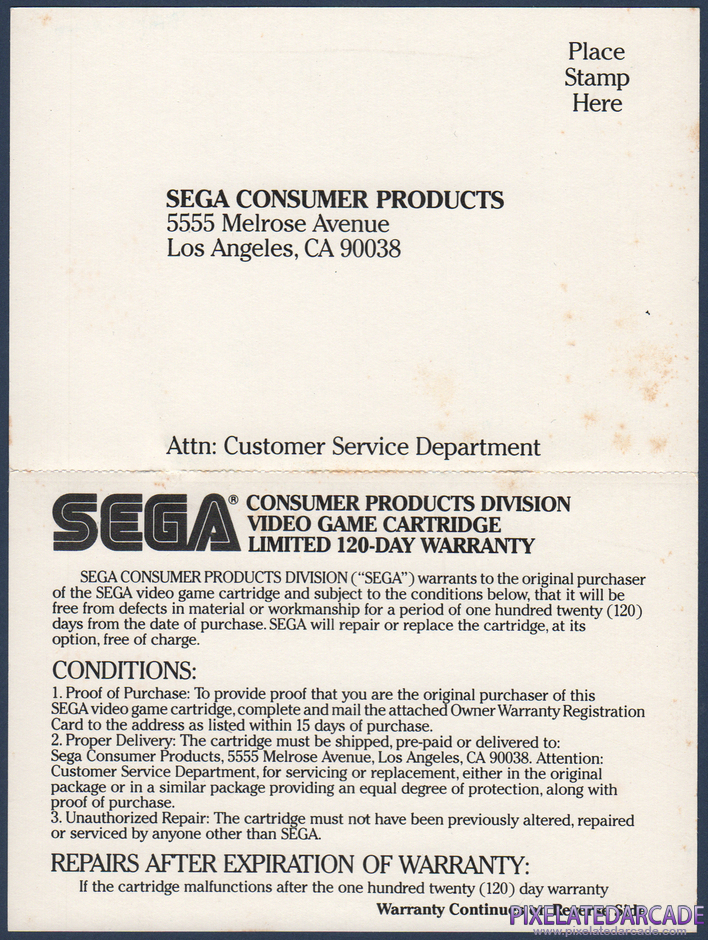 Place
Stamp
Here
SEGA CONSUMER PRODUCTS
5555 Melrose Avenue
Los Angeles, CA 90038
Attn: Customer Service Department
SEGA® CONSUMER PRODUCTS DIVISION
VIDEO GAME CARTRIDGE
LIMITED 120-DAY WARRANTY
SEGA CONSUMER PRODUCTS DIVISION (“SEGA”) warrants to the original purchaser
of the SEGA video game cartridge and subject to the conditions below, that it will be
free from defects in material or workmanship for a period of one hundred twenty (120)
days from the date of purchase. SEGA will repair or replace the cartridge, at its
option, free of charge.
CONDITIONS:
1. Proof of Purchase: To provide proof that you are the original purchaser of this
SEGA video game cartridge, complete and mail the attached Owner Warranty Registration
Card to the address as listed within 15 days of purchase.
2. Proper Delivery: The cartridge must be shipped, pre-paid or delivered to:
Sega Consumer Products, 5555 Melrose Avenue, Los Angeles, CA 90038. Attention:
Customer Service Department, for servicing or replacement, either in the original
package or in a similar package providing an equal degree of protection, along with
proof of purchase.
3. Unauthorized Repair: The cartridge must not have been previously altered, repaired
or serviced by anyone other than SEGA.
REPAIRS AFTER EXPIRATION OF WARRANTY:
If the cartridge malfunctions after the one hundred twenty (120) day warranty
Warranty Continues on Reverse Side
PIXELATEDARCADE
www.pixelatedarcade.com